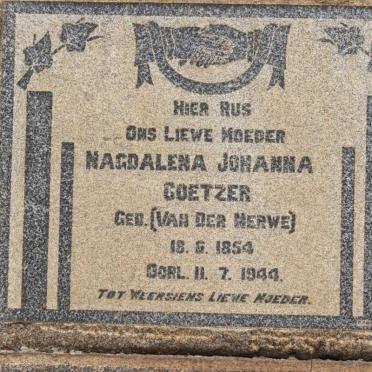 HIER RUS
ONS LIEWE MOEDER
MAGDALENA JOHANNA
COETZER
GEB. (VAN DER MERWE)
18. 6. 1854
OORL. 11. 7. 1944.
TOT WEERSIENS LIEWE MOEDER.